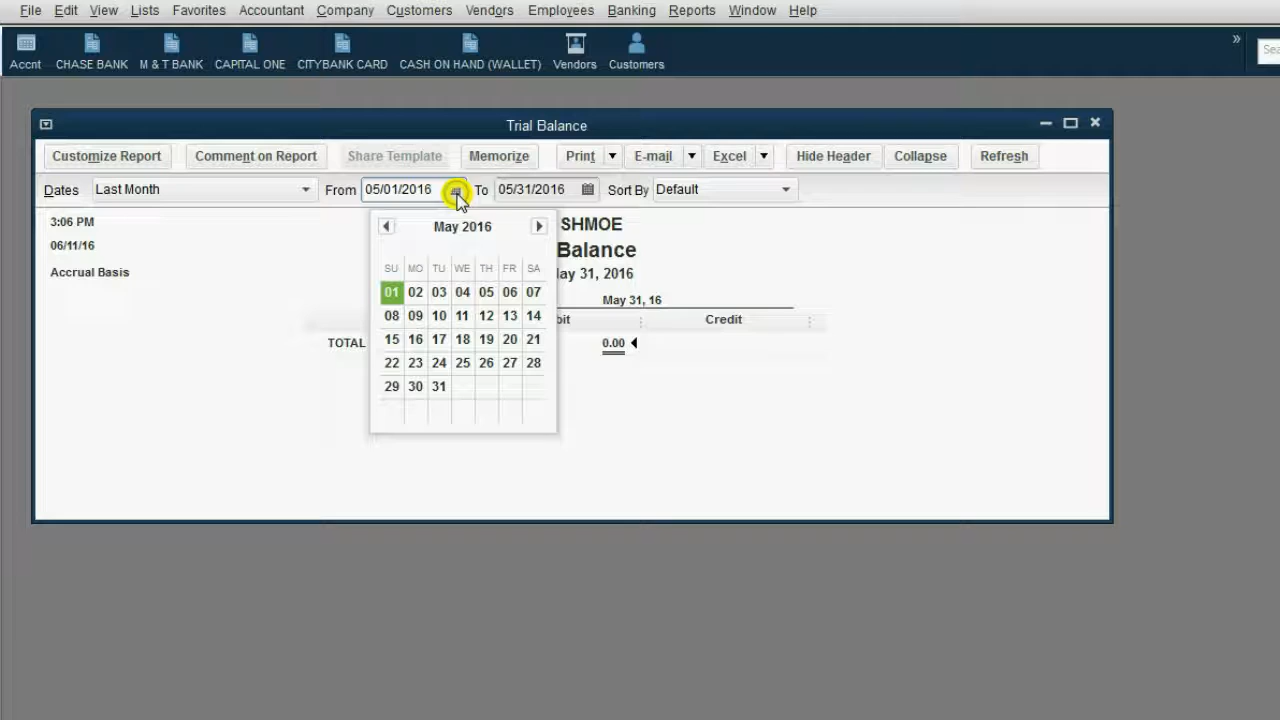 File Edit View Lists Favorites Accountant Company Customers Vendors Employees Banking Reports Window Help
Accnt CHASE BANK M & T BANK CAPITAL ONE CITYBANK CARD CASH ON HAND (WALLET) Vendors Customers » Sea
Trial Balance
Customize Report Comment on Report Share Template Memorize Print E-mail Excel Hide Header Collapse Refresh
Dates Last Month From 05/01/2016 To 05/31/2016 Sort By Default
3:06 PM
06/11/16
Accrual Basis
SHMOE
Balance
ay 31, 2016
May 31, 16
bit Credit
TOTAL 0.00
May 2016
SU MO TU WE TH FR SA
01 02 03 04 05 06 07
08 09 10 11 12 13 14
15 16 17 18 19 20 21
22 23 24 25 26 27 28
29 30 31